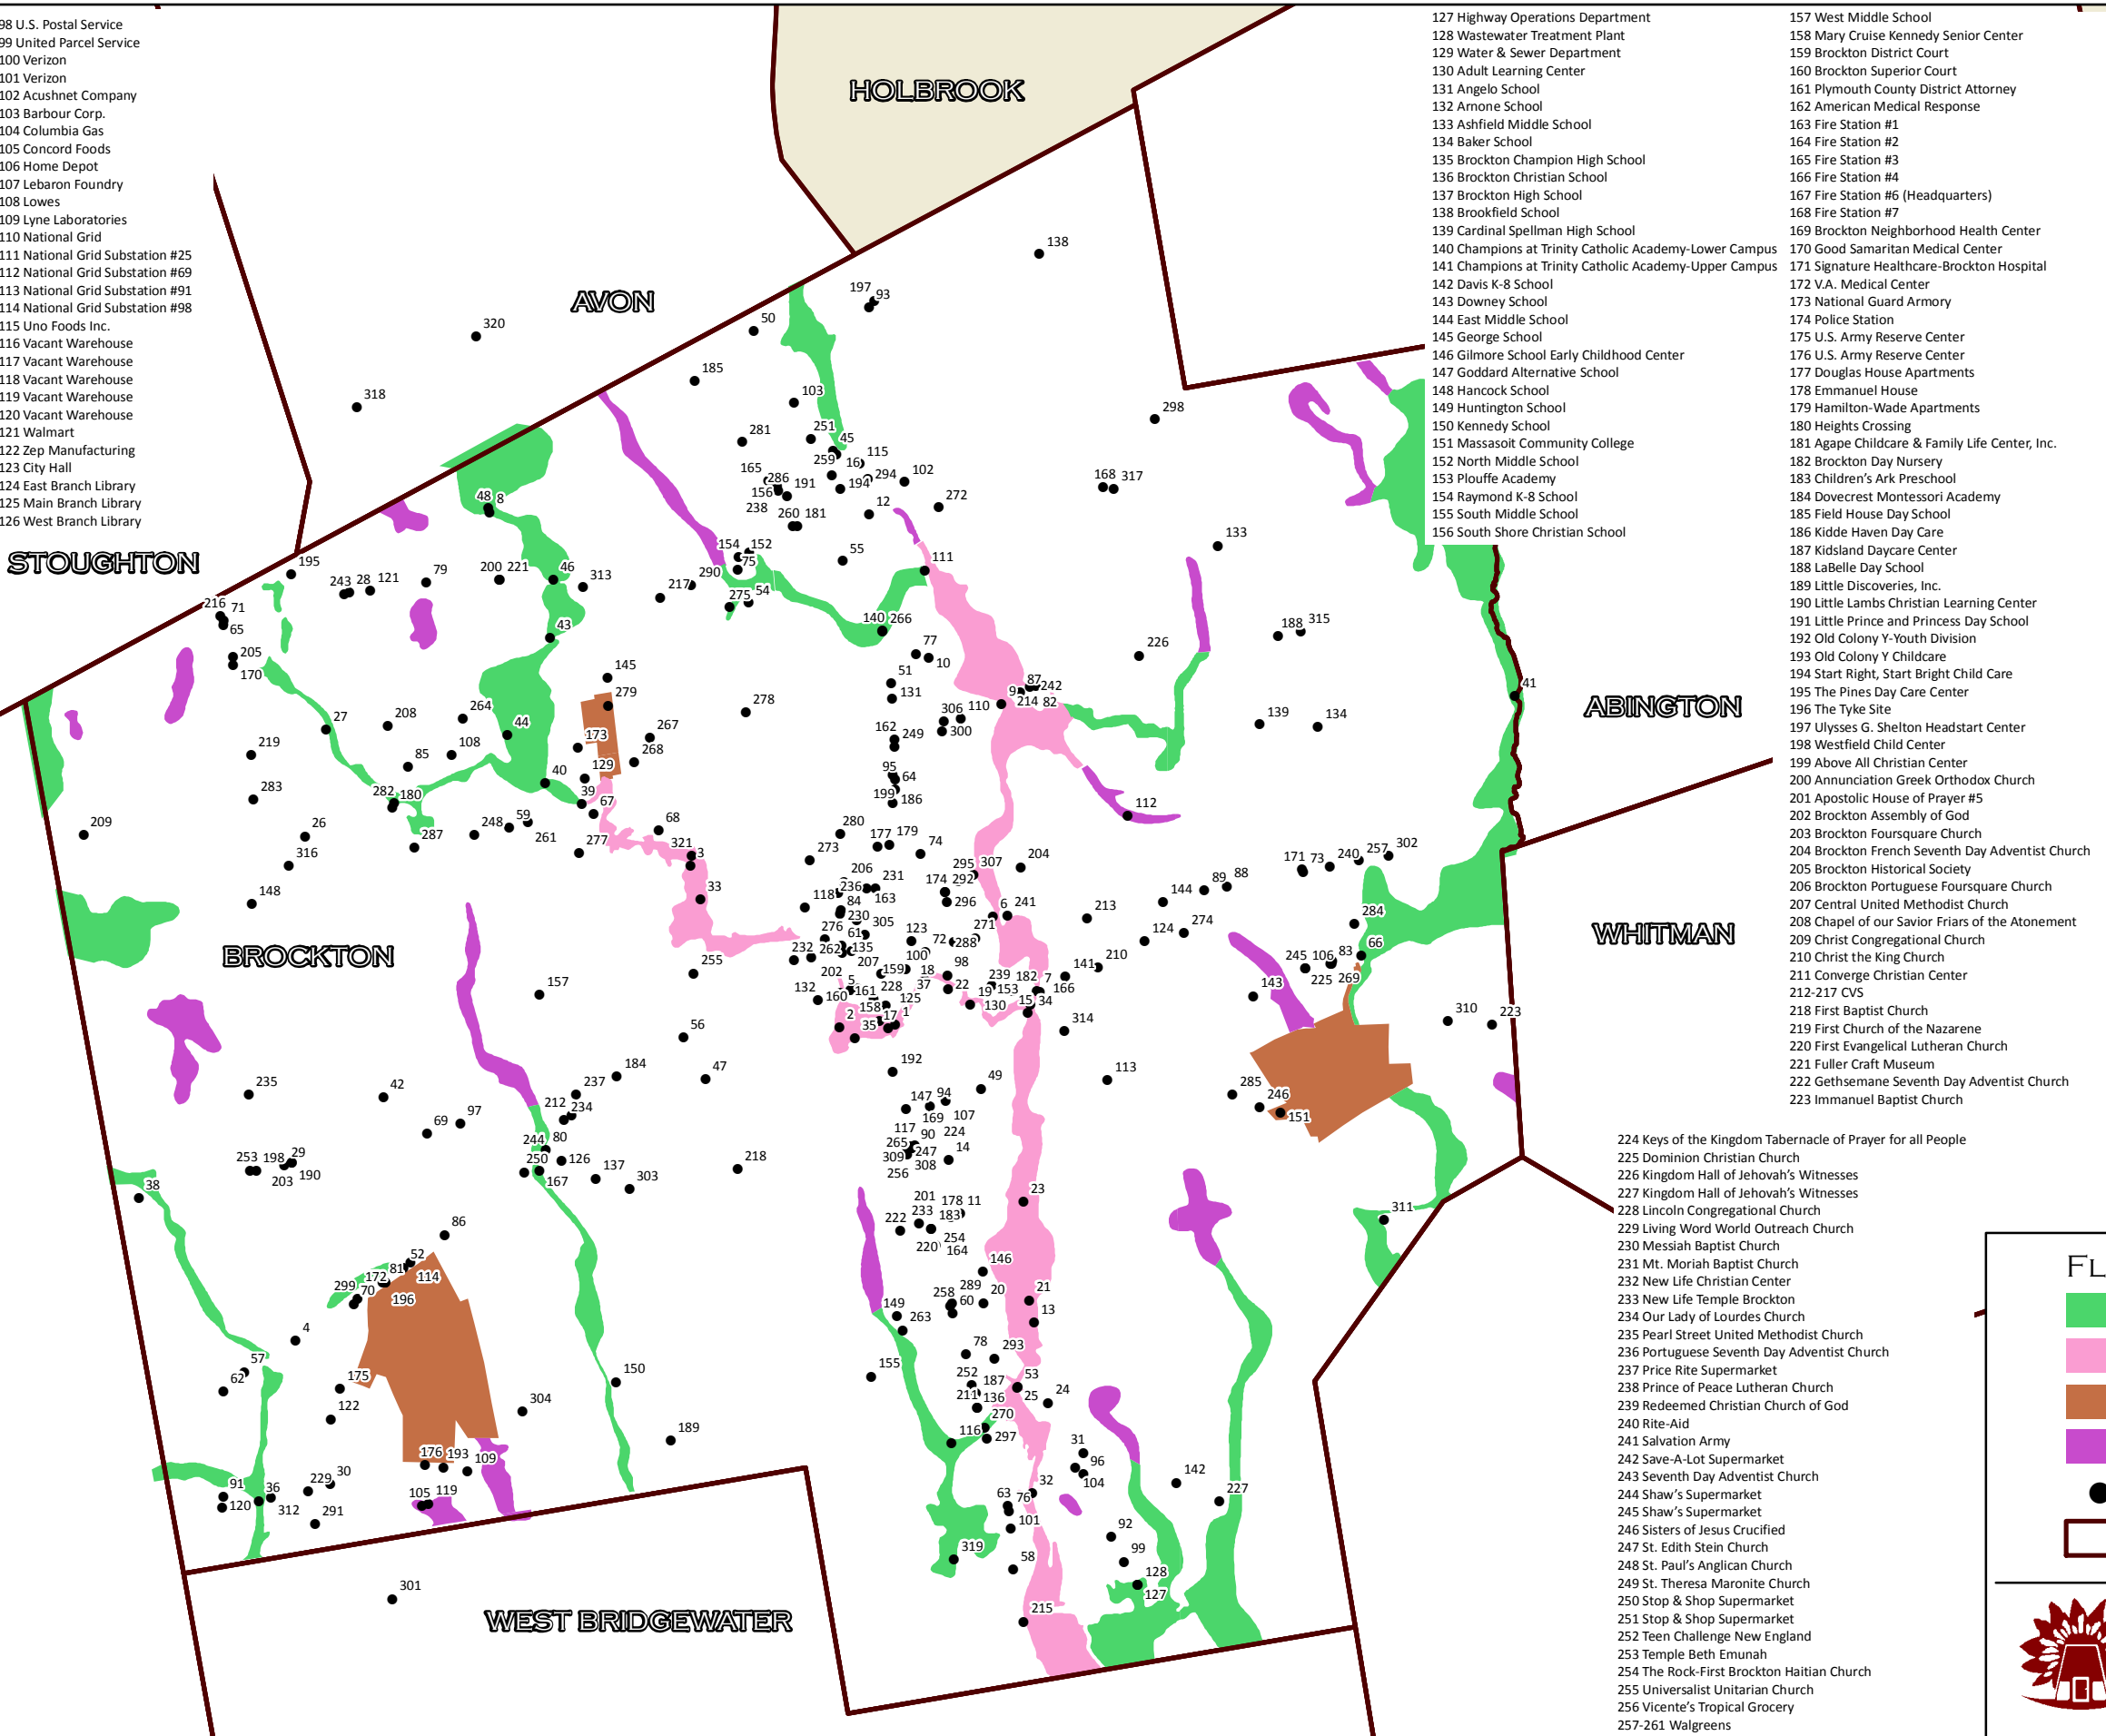 98 U.S. Postal Service
99 United Parcel Service
100 Verizon
101 Verizon
102 Acushnet Company
103 Barbour Corp.
104 Columbia Gas
105 Concord Foods
106 Home Depot
107 Lebaron Foundry
108 Lowes
109 Lyne Laboratories
110 National Grid
111 National Grid Substation #25
112 National Grid Substation #69
113 National Grid Substation #91
114 National Grid Substation #98
115 Uno Foods Inc.
116 Vacant Warehouse
117 Vacant Warehouse
118 Vacant Warehouse
119 Vacant Warehouse
120 Vacant Warehouse
121 Walmart
122 Zep Manufacturing
123 City Hall
124 East Branch Library
125 Main Branch Library
126 West Branch Library
127 Highway Operations Department
128 Wastewater Treatment Plant
129 Water & Sewer Department
130 Adult Learning Center
131 Angelo School
132 Arnone School
133 Ashfield Middle School
134 Baker School
135 Brockton Champion High School
136 Brockton Christian School
137 Brockton High School
138 Brookfield School
139 Cardinal Spellman High School
140 Champions at Trinity Catholic Academy-Lower Campus
141 Champions at Trinity Catholic Academy-Upper Campus
142 Davis K-8 School
143 Downey School
144 East Middle School
145 George School
146 Gilmore School Early Childhood Center
147 Goddard Alternative School
148 Hancock School
149 Huntington School
150 Kennedy School
151 Massasoit Community College
152 North Middle School
153 Plouffe Academy
154 Raymond K-8 School
155 South Middle School
156 South Shore Christian School
157 West Middle School
158 Mary Cruise Kennedy Senior Center
159 Brockton District Court
160 Brockton Superior Court
161 Plymouth County District Attorney
162 American Medical Response
163 Fire Station #1
164 Fire Station #2
165 Fire Station #3
166 Fire Station #4
167 Fire Station #6 (Headquarters)
168 Fire Station #7
169 Brockton Neighborhood Health Center
170 Good Samaritan Medical Center
171 Signature Healthcare-Brockton Hospital
172 V.A. Medical Center
173 National Guard Armory
174 Police Station
175 U.S. Army Reserve Center
176 U.S. Army Reserve Center
177 Douglas House Apartments
178 Emmanuel House
179 Hamilton-Wade Apartments
180 Heights Crossing
181 Agape Childcare & Family Life Center, Inc.
182 Brockton Day Nursery
183 Children's Ark Preschool
184 Dovecrest Montessori Academy
185 Field House Day School
186 Kidde Haven Day Care
187 Kidsland Daycare Center
188 LaBelle Day School
189 Little Discoveries, Inc.
190 Little Lambs Christian Learning Center
191 Little Prince and Princess Day School
192 Old Colony Y-Youth Division
193 Old Colony Y Childcare
194 Start Right, Start Bright Child Care
195 The Pines Day Care Center
196 The Tyke Site
197 Ulysses G. Shelton Headstart Center
198 Westfield Child Center
199 Above All Christian Center
200 Annunciation Greek Orthodox Church
201 Apostolic House of Prayer #5
202 Brockton Assembly of God
203 Brockton Foursquare Church
204 Brockton French Seventh Day Adventist Church
205 Brockton Historical Society
206 Brockton Portuguese Foursquare Church
207 Central United Methodist Church
208 Chapel of our Savior Friars of the Atonement
209 Christ Congregational Church
210 Christ the King Church
211 Converge Christian Center
212-217 CVS
218 First Baptist Church
219 First Church of the Nazarene
220 First Evangelical Lutheran Church
221 Fuller Craft Museum
222 Gethsemane Seventh Day Adventist Church
223 Immanuel Baptist Church
224 Keys of the Kingdom Tabernacle of Prayer for all People
225 Dominion Christian Church
226 Kingdom Hall of Jehovah's Witnesses
227 Kingdom Hall of Jehovah's Witnesses
228 Lincoln Congregational Church
229 Living Word World Outreach Church
230 Messiah Baptist Church
231 Mt. Moriah Baptist Church
232 New Life Christian Center
233 New Life Temple Brockton
234 Our Lady of Lourdes Church
235 Pearl Street United Methodist Church
236 Portuguese Seventh Day Adventist Church
237 Price Rite Supermarket
238 Prince of Peace Lutheran Church
239 Redeemed Christian Church of God
240 Rite-Aid
241 Salvation Army
242 Save-A-Lot Supermarket
243 Seventh Day Adventist Church
244 Shaw's Supermarket
245 Shaw's Supermarket
246 Sisters of Jesus Crucified
247 St. Edith Stein Church
248 St. Paul's Anglican Church
249 St. Theresa Maronite Church
250 Stop & Shop Supermarket
251 Stop & Shop Supermarket
252 Teen Challenge New England
253 Temple Beth Emunah
254 The Rock-First Brockton Haitian Church
255 Universalist Unitarian Church
256 Vicente's Tropical Grocery
257-261 Walgreens
HOLBROOK
AVON
STOUGHTON
ABINGTON
WHITMAN
BROCKTON
WEST BRIDGEWATER
FL